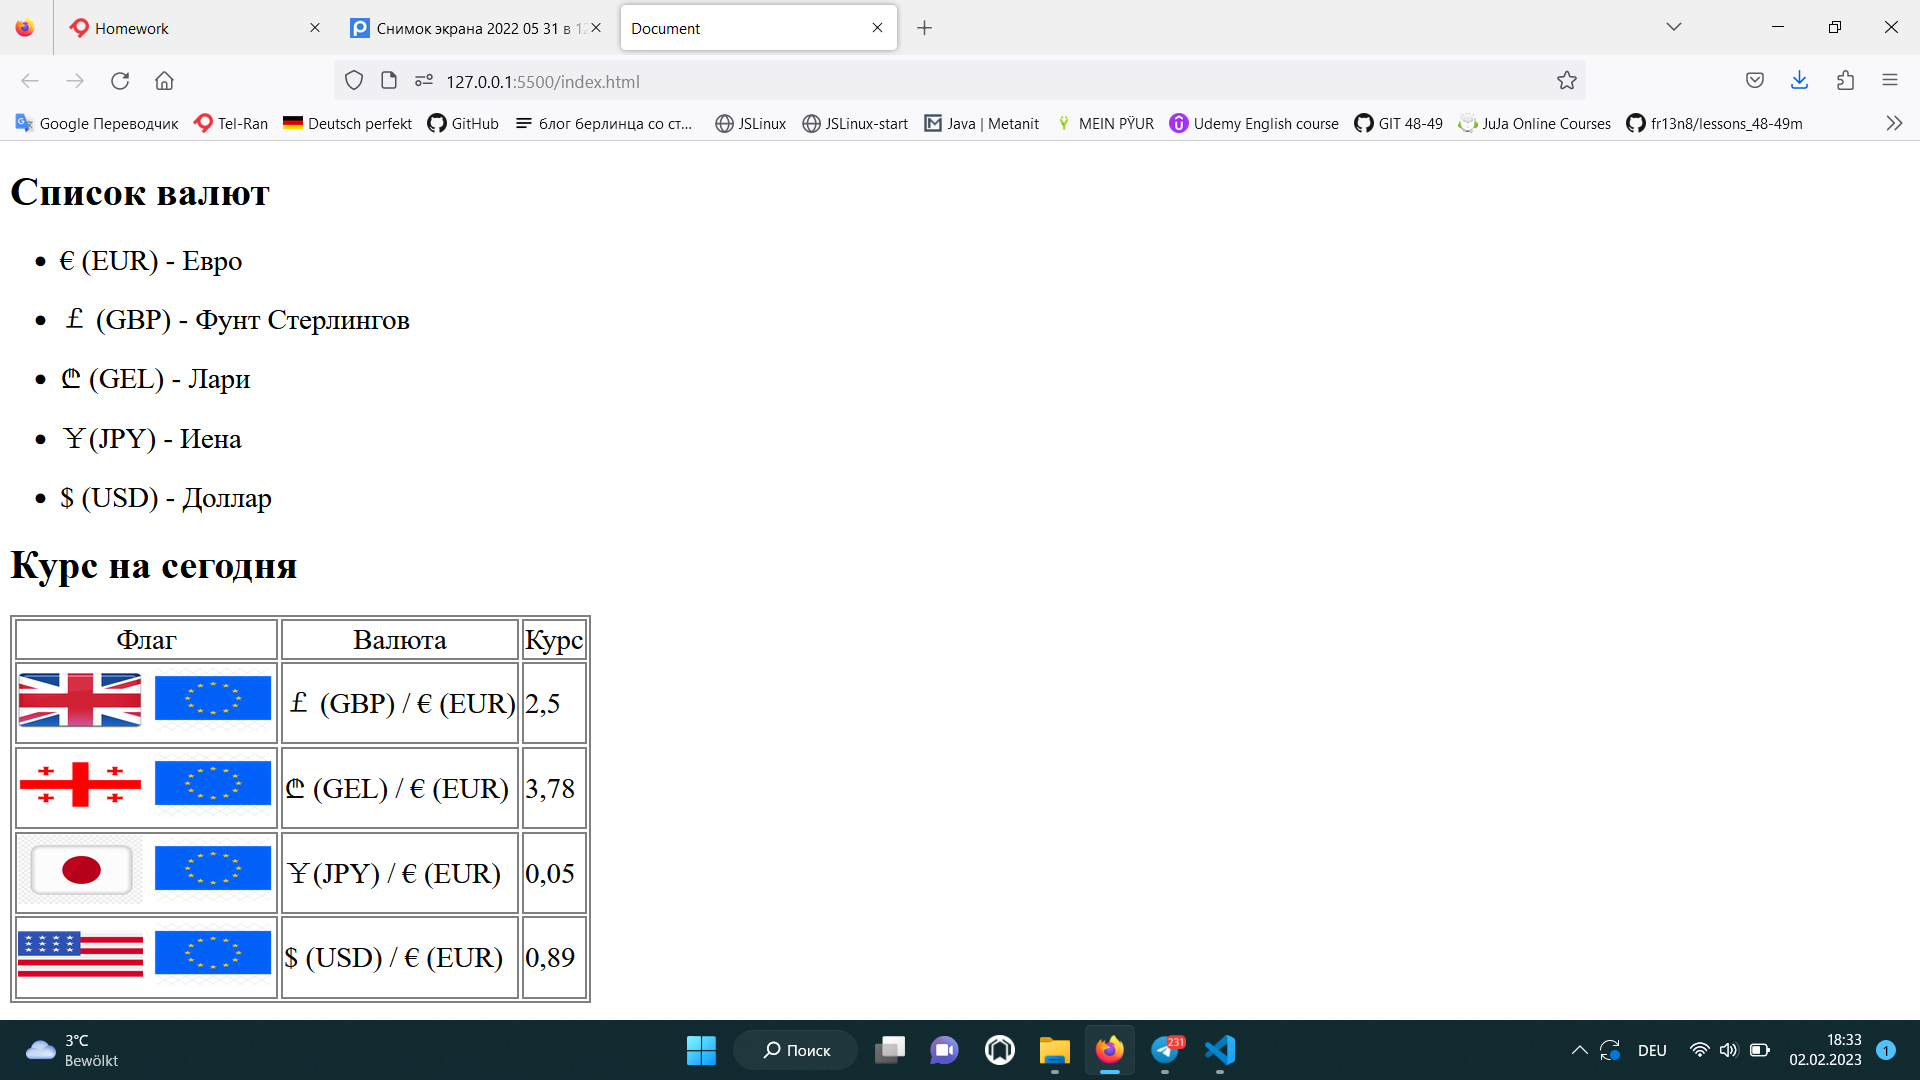 Homework
Снимок экрана 2022 05 31 в 12
Document
127.0.0.1:5500/index.html
Google Переводчик
Tel-Ran
Deutsch perfekt
GitHub
блог берлинца со ст...
JSLinux
JSLinux-start
Java | Metanit
MEIN PŸUR
Udemy English course
GIT 48-49
JuJa Online Courses
fr13n8/lessons_48-49m
Список валют
€ (EUR) - Евро
£ (GBP) - Фунт Стерлингов
₾ (GEL) - Лари
¥(JPY) - Иена
$ (USD) - Доллар
Курс на сегодня
Флаг Валюта Курс
£ (GBP) / € (EUR) 2,5
₾ (GEL) / € (EUR) 3,78
¥(JPY) / € (EUR) 0,05
$ (USD) / € (EUR) 0,89
3°C
Bewölkt
Поиск
231
DEU
18:33
02.02.2023
1